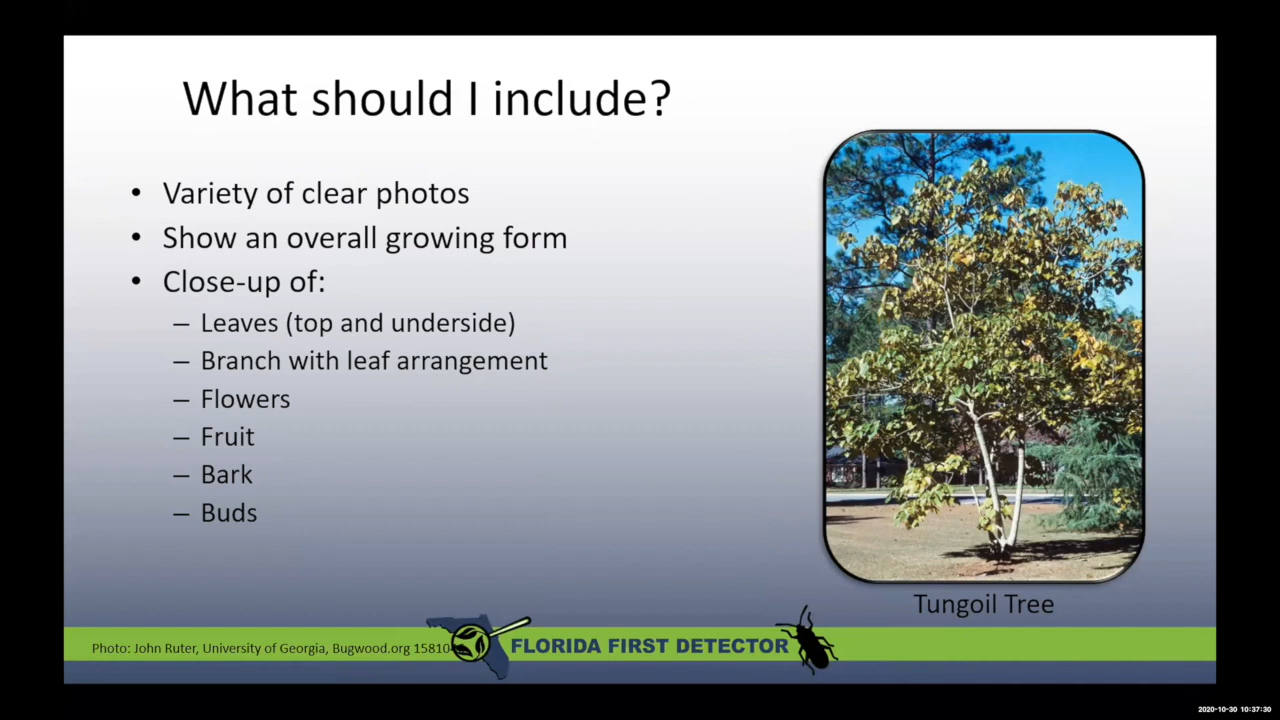 What should I include?
• Variety of clear photos
• Show an overall growing form
• Close-up of:
– Leaves (top and underside)
– Branch with leaf arrangement
– Flowers
– Fruit
– Bark
– Buds
Tungoil Tree
Photo: John Ruter, University of Georgia, Bugwood.org
FLORIDA FIRST DETECTOR
2020-10-30 10:37:30